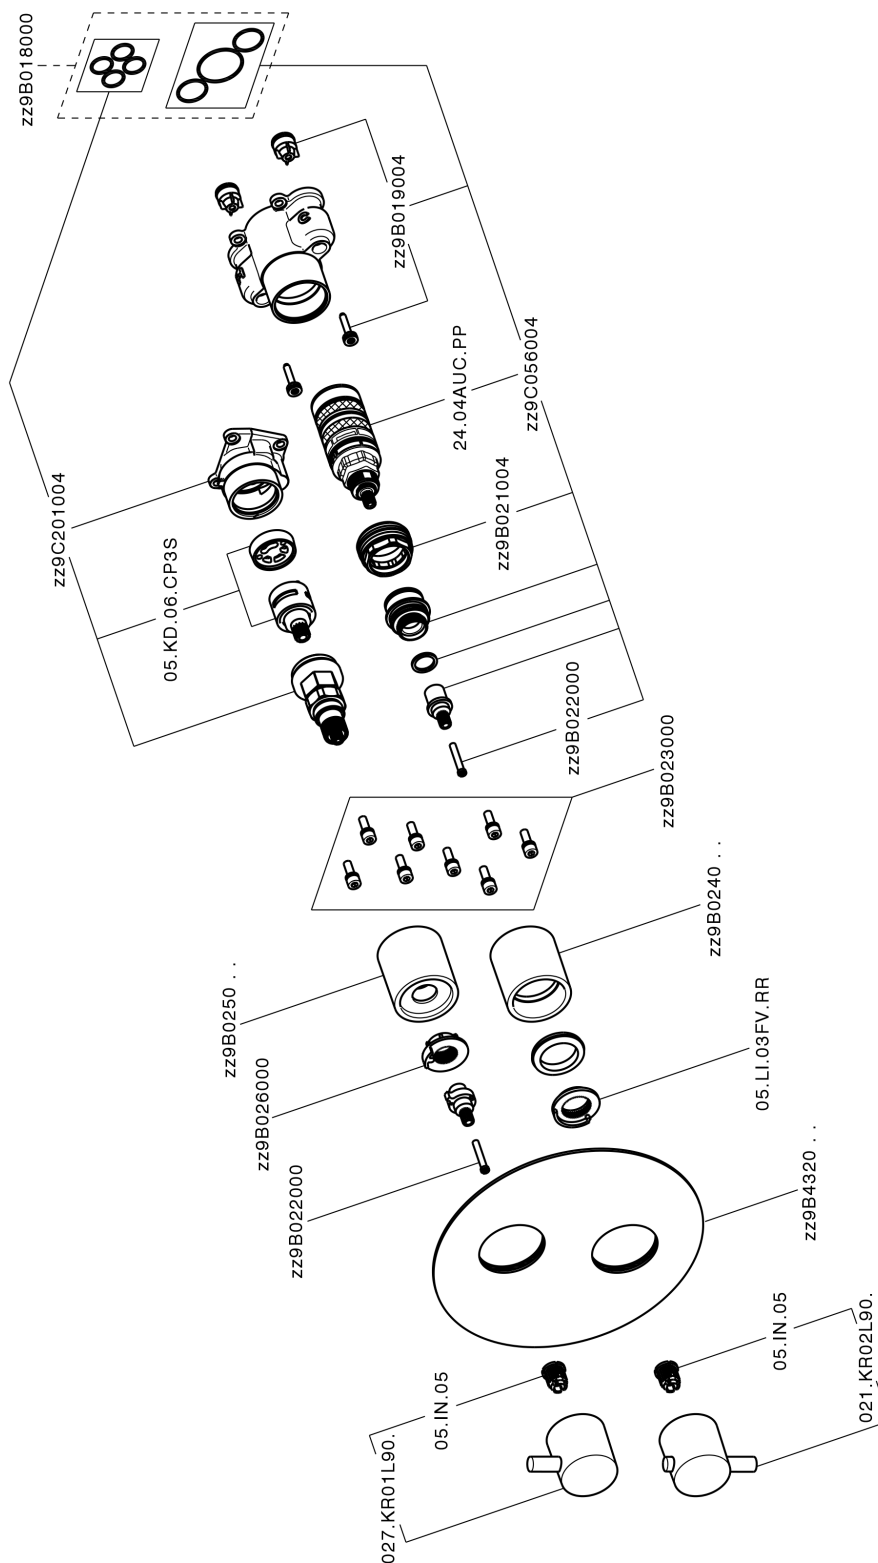 zz9B018000
zz9B019004
zz9C056004
24.04AUC.PP
zz9B021004
zz9C201004
05.KD.06.CP3S
zz9B022000
zz9B023000
zz9B0240 . .
zz9B0250 . .
05.LI.03FV.RR
zz9B026000
zz9B022000
zz9B4320 . .
05.IN.05
021.KR02L90.
05.IN.05
027.KR01L90.